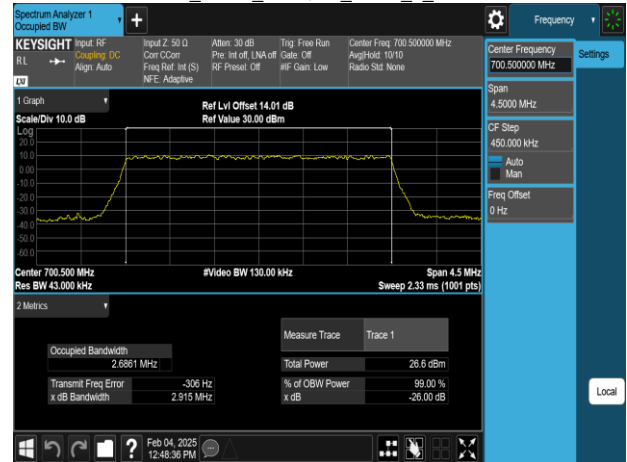 Spectrum Analyzer 1
Occupied BW
Frequency
KEYSIGHT
RL
LXI
Input: RF
Coupling: DC
Align: Auto
Input Z: 50 Ω
Corr CCorr
Freq Ref: Int (S)
NFE: Adaptive
Atten: 30 dB
Pre: Int off, LNA off
RF Presel: Off
Trig: Free Run
Gate: Off
#IF Gain: Low
Center Freq: 700.500000 MHz
Avg|Hold: 10/10
Radio Std: None
Center Frequency
700.500000 MHz
Settings
Span
4.5000 MHz
CF Step
450.000 kHz
Auto
Man
Freq Offset
0 Hz
Local
1 Graph
Scale/Div 10.0 dB
Ref Lvl Offset 14.01 dB
Ref Value 30.00 dBm
Log
20.0
10.0
0.00
-10.0
-20.0
-30.0
-40.0
-50.0
-60.0
Center 700.500 MHz
Res BW 43.000 kHz
#Video BW 130.00 kHz
Span 4.5 MHz
Sweep 2.33 ms (1001 pts)
2 Metrics
Measure Trace Trace 1
Occupied Bandwidth
2.6861 MHz
Total Power 26.6 dBm
Transmit Freq Error -306 Hz
% of OBW Power 99.00 %
x dB Bandwidth 2.915 MHz
x dB -26.00 dB
?
Feb 04, 2025
12:48:36 PM